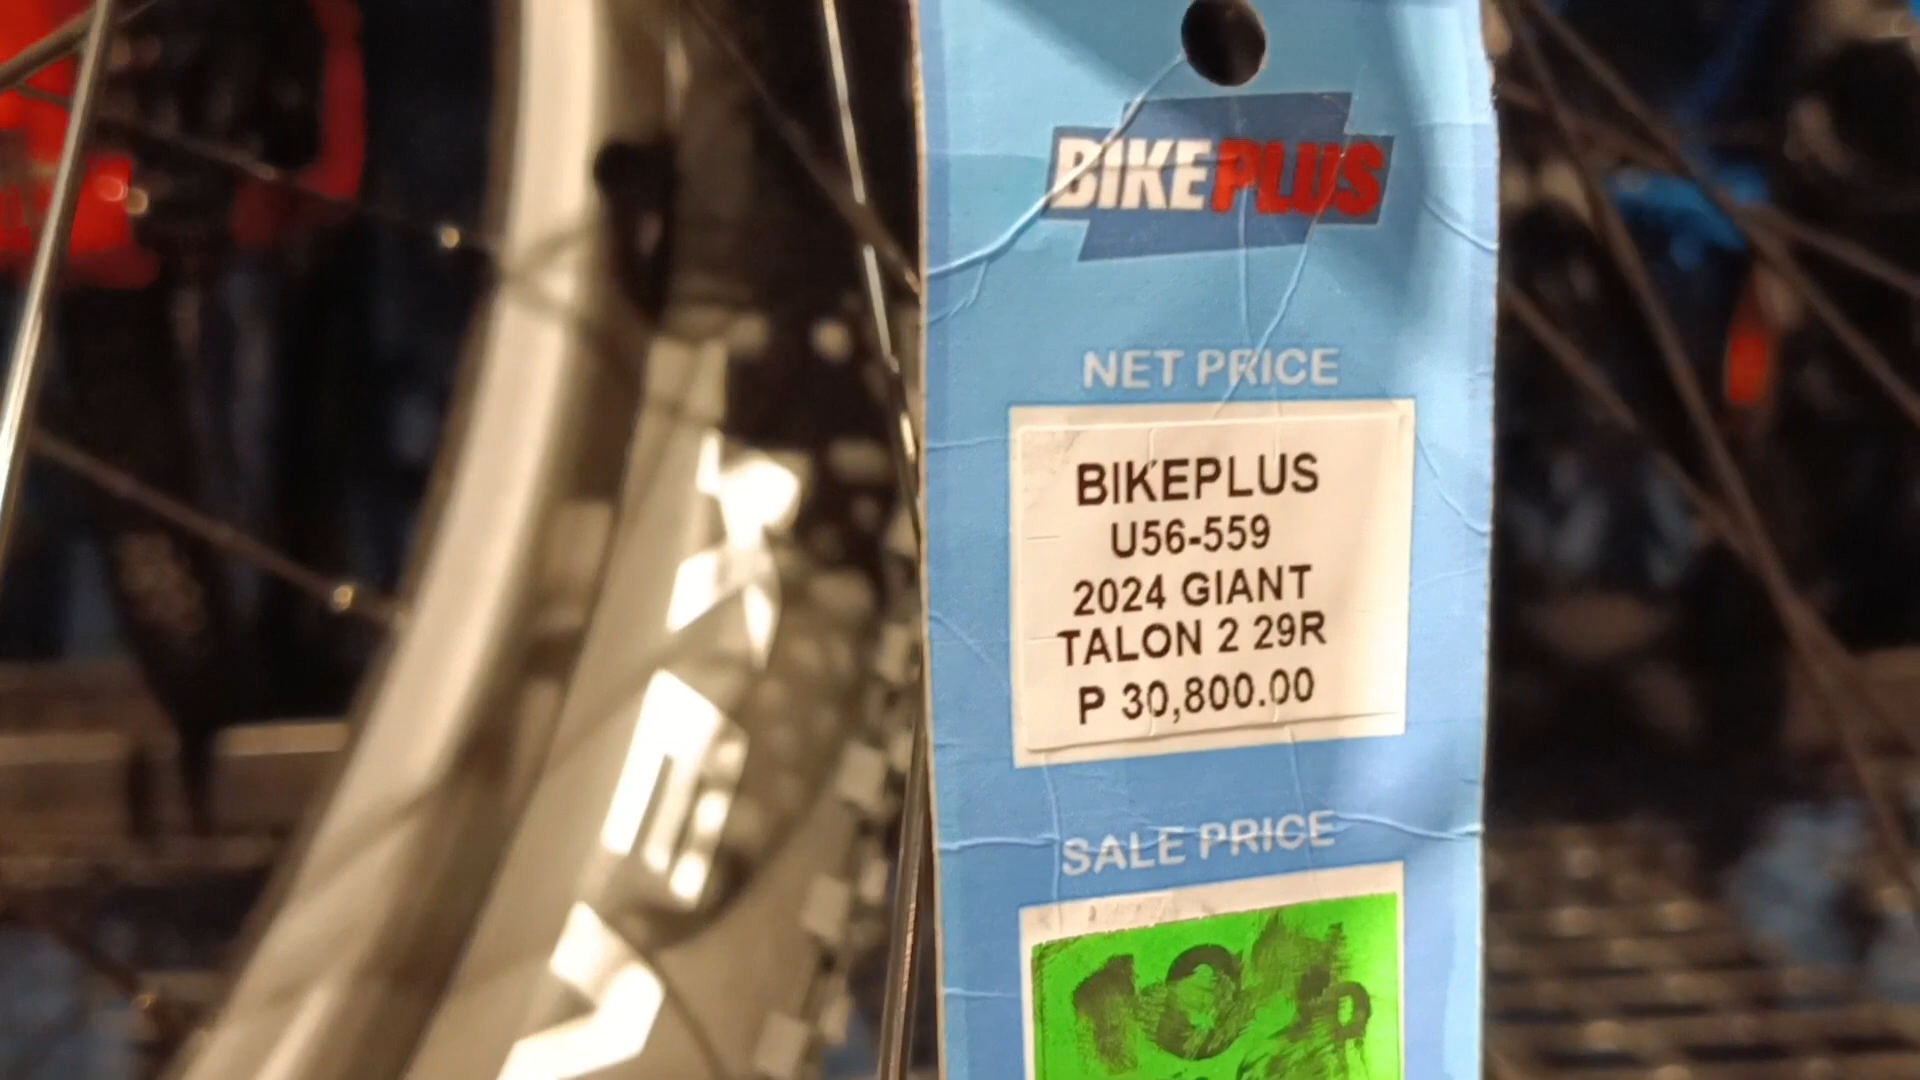 BIKEPLUS
NET PRICE
BIKEPLUS
U56-559
2024 GIANT
TALON 2 29R
P 30,800.00
SALE PRICE